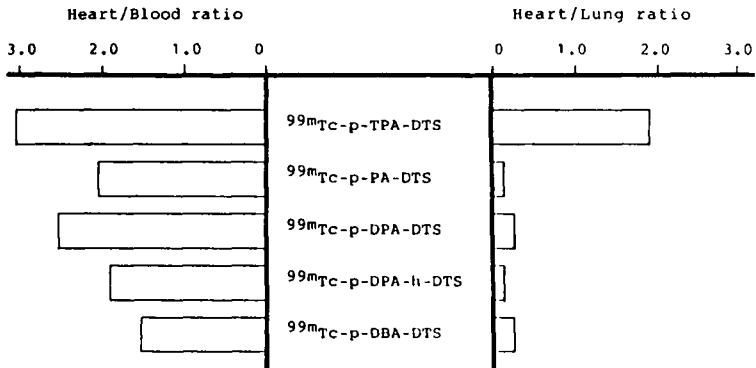 Heart/Blood ratio Heart/Lung ratio
3.0 2.0 1.0 0 0 1.0 2.0 3.0
99mTc-p-TPA-DTS
99mTc-p-PA-DTS
99mTc-p-DPA-DTS
99mTc-p-DPA-h-DTS
99mTc-p-DBA-DTS